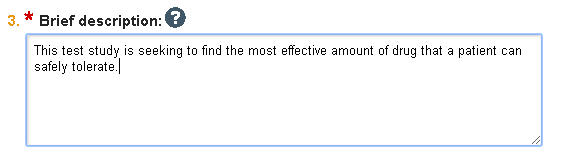 3. * Brief description: ?
This test study is seeking to find the most effective amount of drug that a patient can
safely tolerate.